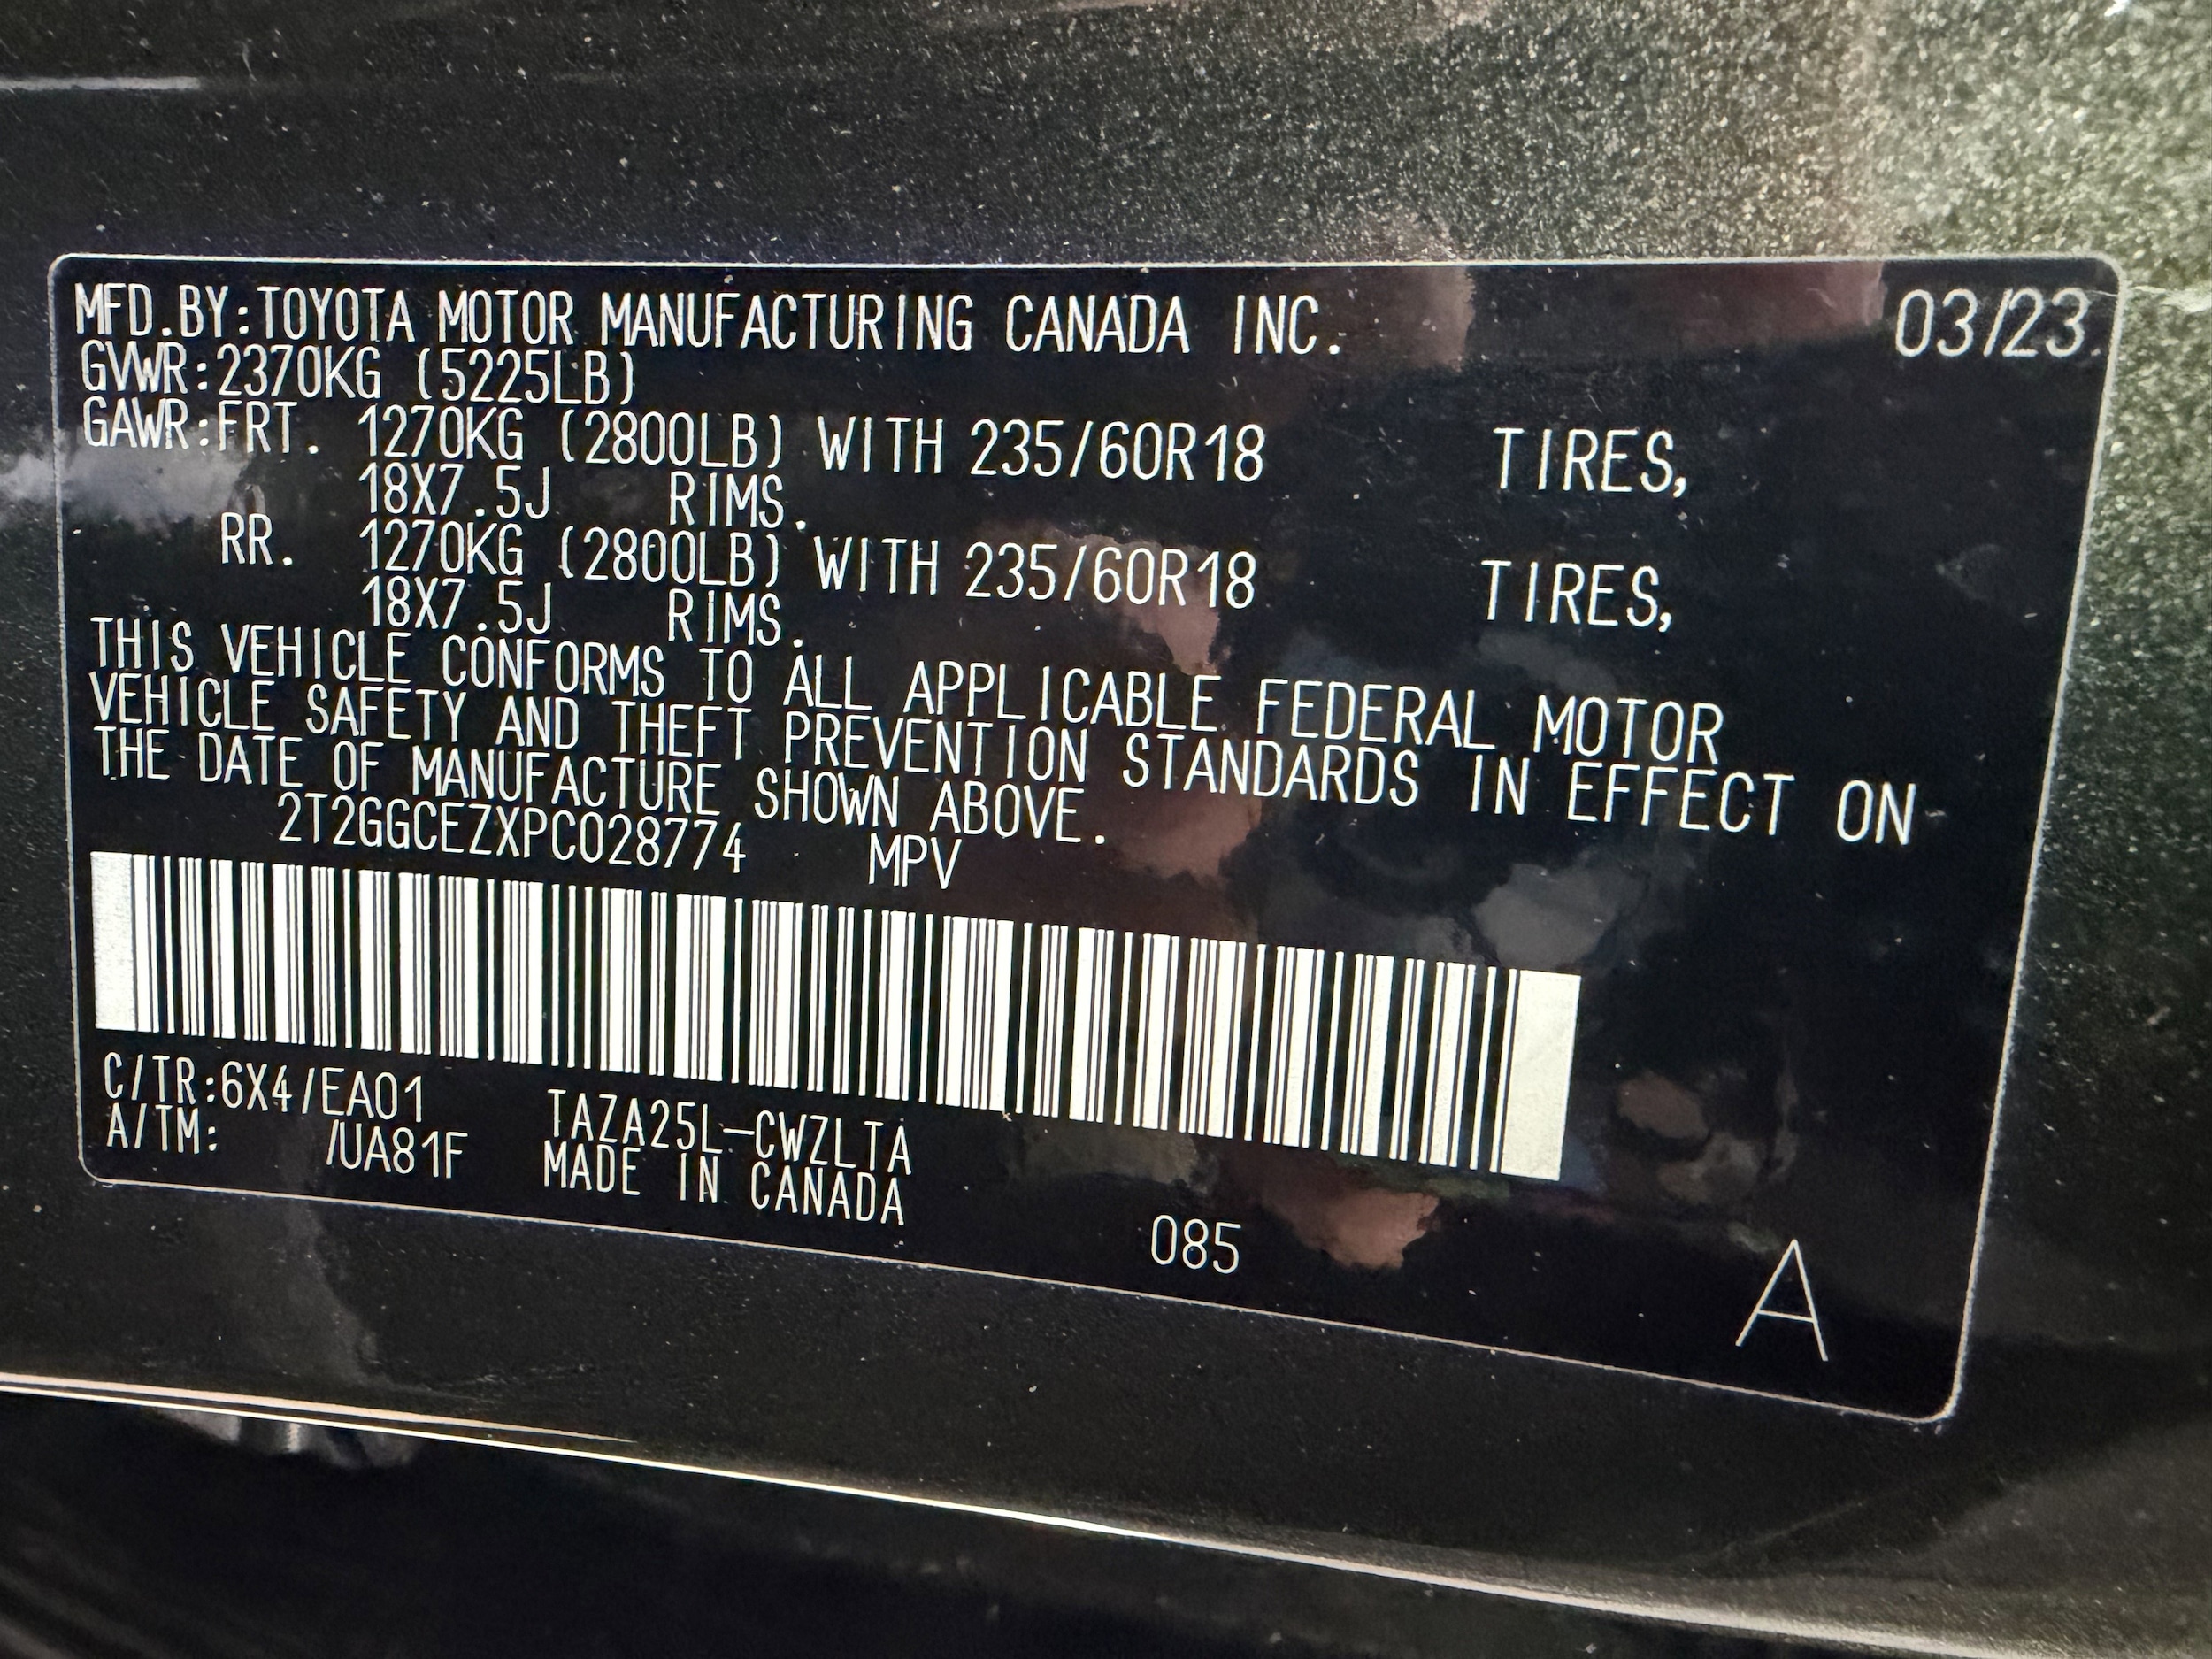 MFD.BY:TOYOTA MOTOR MANUFACTURING CANADA INC. 03/23
GVWR:2370KG (5225LB)
GAWR:FRT. 1270KG (2800LB) WITH 235/60R18 TIRES,
18X7.5J RIMS.
RR. 1270KG (2800LB) WITH 235/60R18 TIRES,
18X7.5J RIMS.
THIS VEHICLE CONFORMS TO ALL APPLICABLE FEDERAL MOTOR
VEHICLE SAFETY AND THEFT PREVENTION STANDARDS IN EFFECT ON
THE DATE OF MANUFACTURE SHOWN ABOVE.
2T2GGCEZXPC028774 MPV
C/TR:6X4/EA01 TAZA25L-CWZLTA
A/TM: /UA81F MADE IN CANADA
085
A